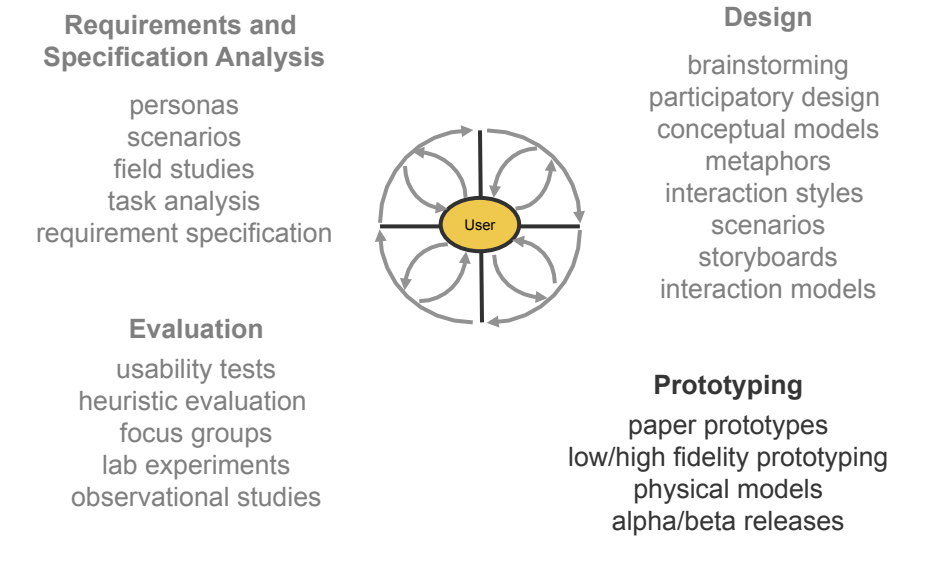 Requirements and
Specification Analysis
personas
scenarios
field studies
task analysis
requirement specification
Design
brainstorming
participatory design
conceptual models
metaphors
interaction styles
scenarios
storyboards
interaction models
User
Evaluation
usability tests
heuristic evaluation
focus groups
lab experiments
observational studies
Prototyping
paper prototypes
low/high fidelity prototyping
physical models
alpha/beta releases